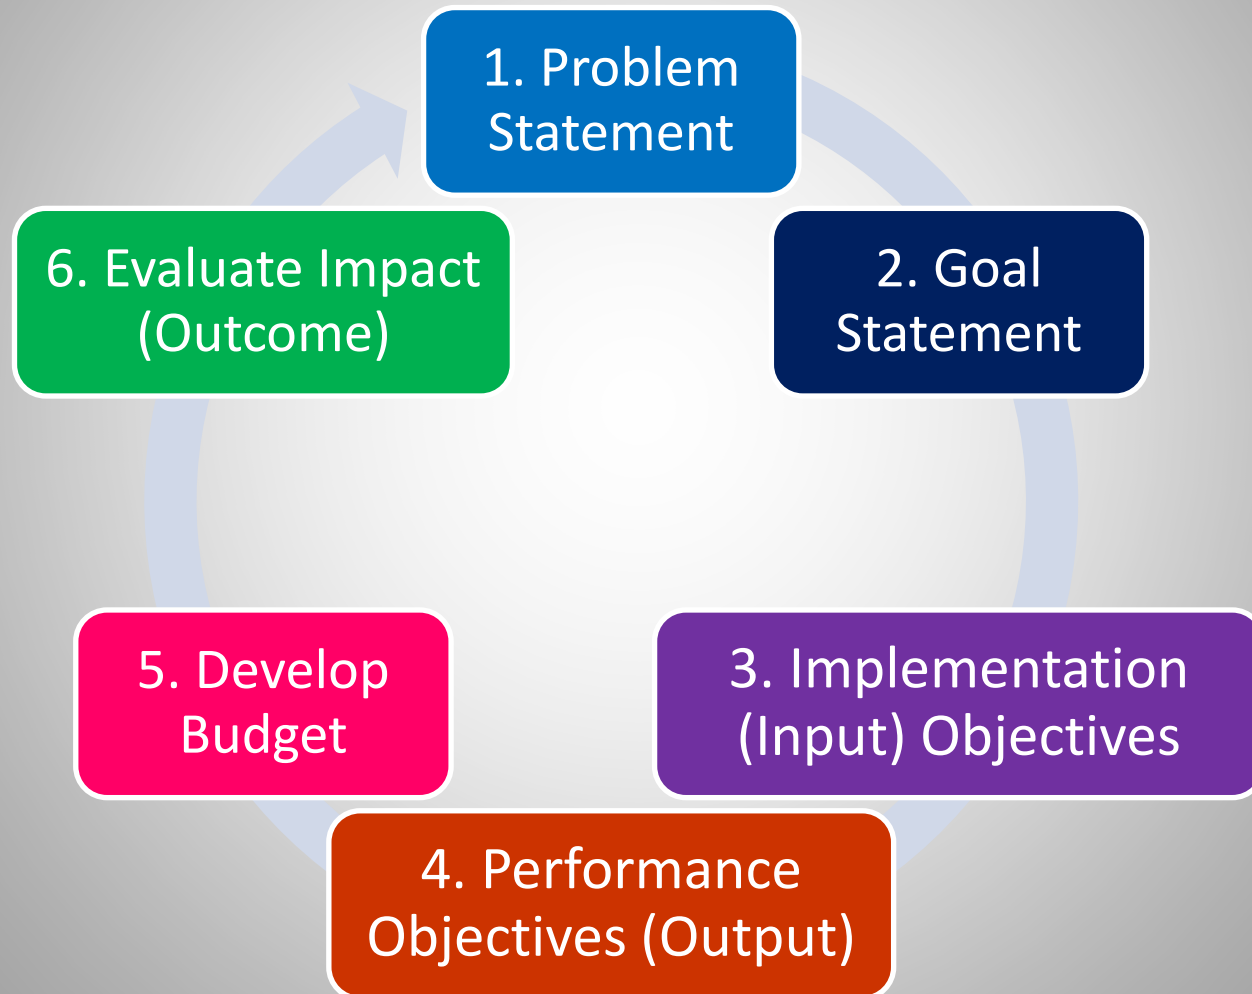 1. Problem
Statement
2. Goal
Statement
3. Implementation
(Input) Objectives
4. Performance
Objectives (Output)
5. Develop
Budget
6. Evaluate Impact
(Outcome)